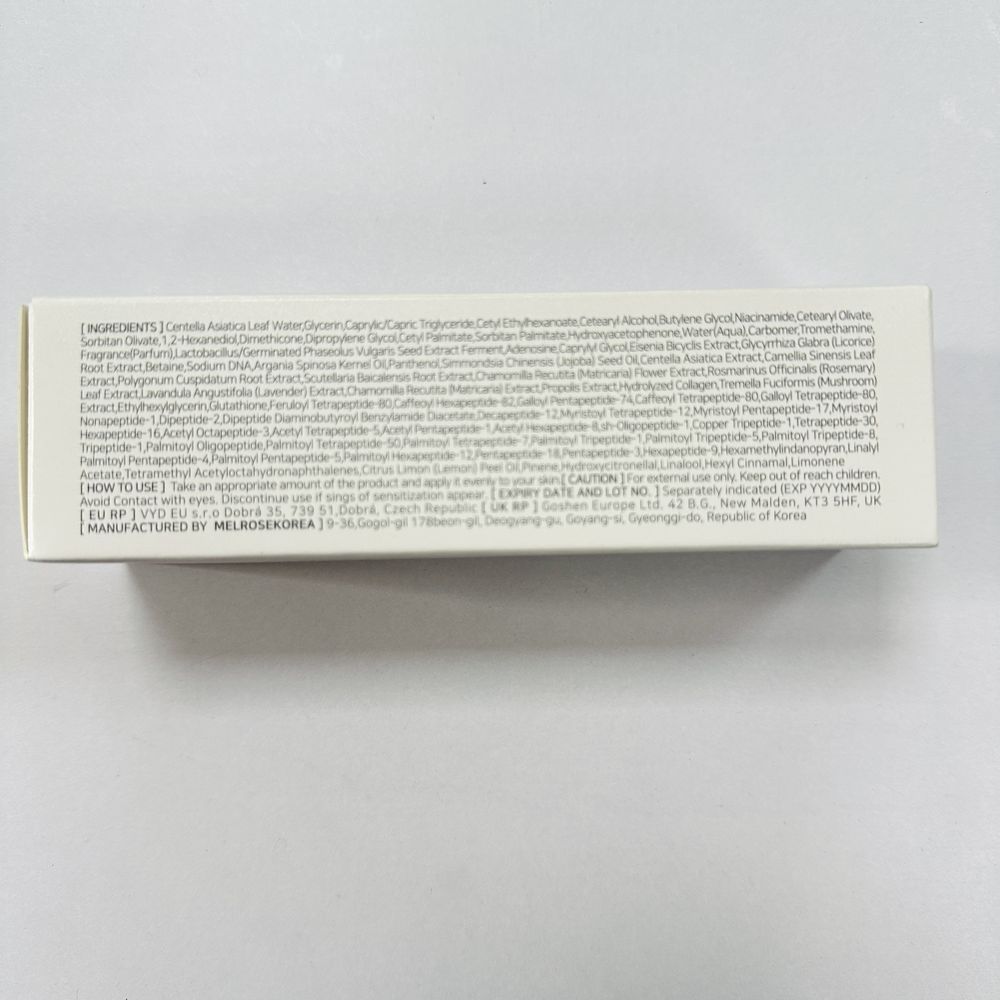 [ INGREDIENTS ] Centella Asiatica Leaf Water,Glycerin,Caprylic/Capric Triglyceride,Cetyl Ethylhexanoate,Cetearyl Alcohol,Butylene Glycol,Niacinamide,Cetearyl Olivate,
Sorbitan Olivate,1,2-Hexanediol,Dimethicone,Dipropylene Glycol,Cetyl Palmitate,Sorbitan Palmitate,Hydroxyacetophenone,Water(Aqua),Carbomer,Tromethamine,
Fragrance(Parfum),Lactobacillus/Germinated Phaseolus Vulgaris Seed Extract Ferment,Adenosine,Caprylyl Glycol,Eisenia Bicyclis Extract,Glycyrrhiza Glabra (Licorice)
Root Extract,Betaine,Sodium DNA,Argania Spinosa Kernel Oil,Panthenol,Simmondsia Chinensis (Jojoba) Seed Oil,Centella Asiatica Extract,Camellia Sinensis Leaf
Extract,Polygonum Cuspidatum Root Extract,Scutellaria Baicalensis Root Extract,Chamomilla Recutita (Matricaria) Flower Extract,Rosmarinus Officinalis (Rosemary)
Leaf Extract,Lavandula Angustifolia (Lavender) Extract,Chamomilla Recutita (Matricaria) Extract,Propolis Extract,Hydrolyzed Collagen,Tremella Fuciformis (Mushroom)
Extract,Ethylhexylglycerin,Glutathione,Feruloyl Tetrapeptide-80,Caffeoyl Hexapeptide-82,Galloyl Pentapeptide-74,Caffeoyl Tetrapeptide-80,Galloyl Tetrapeptide-80,
Nonapeptide-1,Dipeptide-2,Dipeptide Diaminobutyroyl Benzylamide Diacetate,Decapeptide-12,Myristoyl Tetrapeptide-12,Myristoyl Pentapeptide-17,Myristoyl
Hexapeptide-16,Acetyl Octapeptide-3,Acetyl Tetrapeptide-5,Acetyl Pentapeptide-1,Acetyl Hexapeptide-8,sh-Oligopeptide-1,Copper Tripeptide-1,Tetrapeptide-30,
Tripeptide-1,Palmitoyl Oligopeptide,Palmitoyl Tetrapeptide-50,Palmitoyl Tetrapeptide-7,Palmitoyl Tripeptide-1,Palmitoyl Tripeptide-5,Palmitoyl Tripeptide-8,
Palmitoyl Pentapeptide-4,Palmitoyl Pentapeptide-5,Palmitoyl Hexapeptide-12,Pentapeptide-18,Pentapeptide-3,Hexapeptide-9,Hexamethylindanopyran,Linalyl
Acetate,Tetramethyl Acetyloctahydronaphthalenes,Citrus Limon (Lemon) Peel Oil,Pinene,Hydroxycitronellal,Linalool,Hexyl Cinnamal,Limonene
[ HOW TO USE ] Take an appropriate amount of the product and apply it evenly to your skin.[ CAUTION ] For external use only. Keep out of reach children.
Avoid Contact with eyes. Discontinue use if sings of sensitization appear. [ EXPIRY DATE AND LOT NO. ] Separately indicated (EXP YYYYMMDD)
[ EU RP ] VYD EU s.r.o Dobrá 35, 739 51,Dobrá, Czech Republic [ UK RP ] Goshen Europe Ltd. 42 B.G., New Malden, KT3 5HF, UK
[ MANUFACTURED BY MELROSEKOREA ] 9-36,Gogol-gil 178beon-gil, Deogyang-gu, Goyang-si, Gyeonggi-do, Republic of Korea